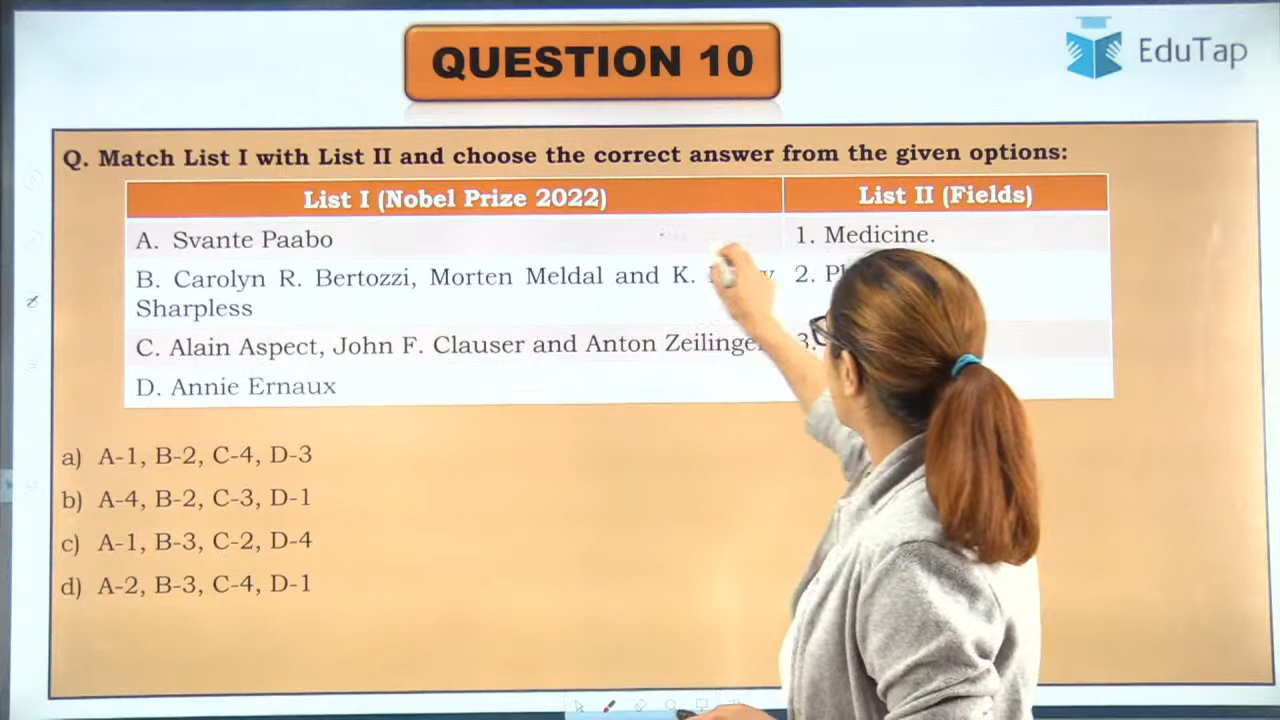 QUESTION 10
EduTap
Q. Match List I with List II and choose the correct answer from the given options:
List I (Nobel Prize 2022)
List II (Fields)
A. Svante Paabo
1. Medicine.
B. Carolyn R. Bertozzi, Morten Meldal and K.
2.
Sharpless
C. Alain Aspect, John F. Clauser and Anton
3.
D. Annie Ernaux
a) A-1, B-2, C-4, D-3
b) A-4, B-2, C-3, D-1
c) A-1, B-3, C-2, D-4
d) A-2, B-3, C-4, D-1